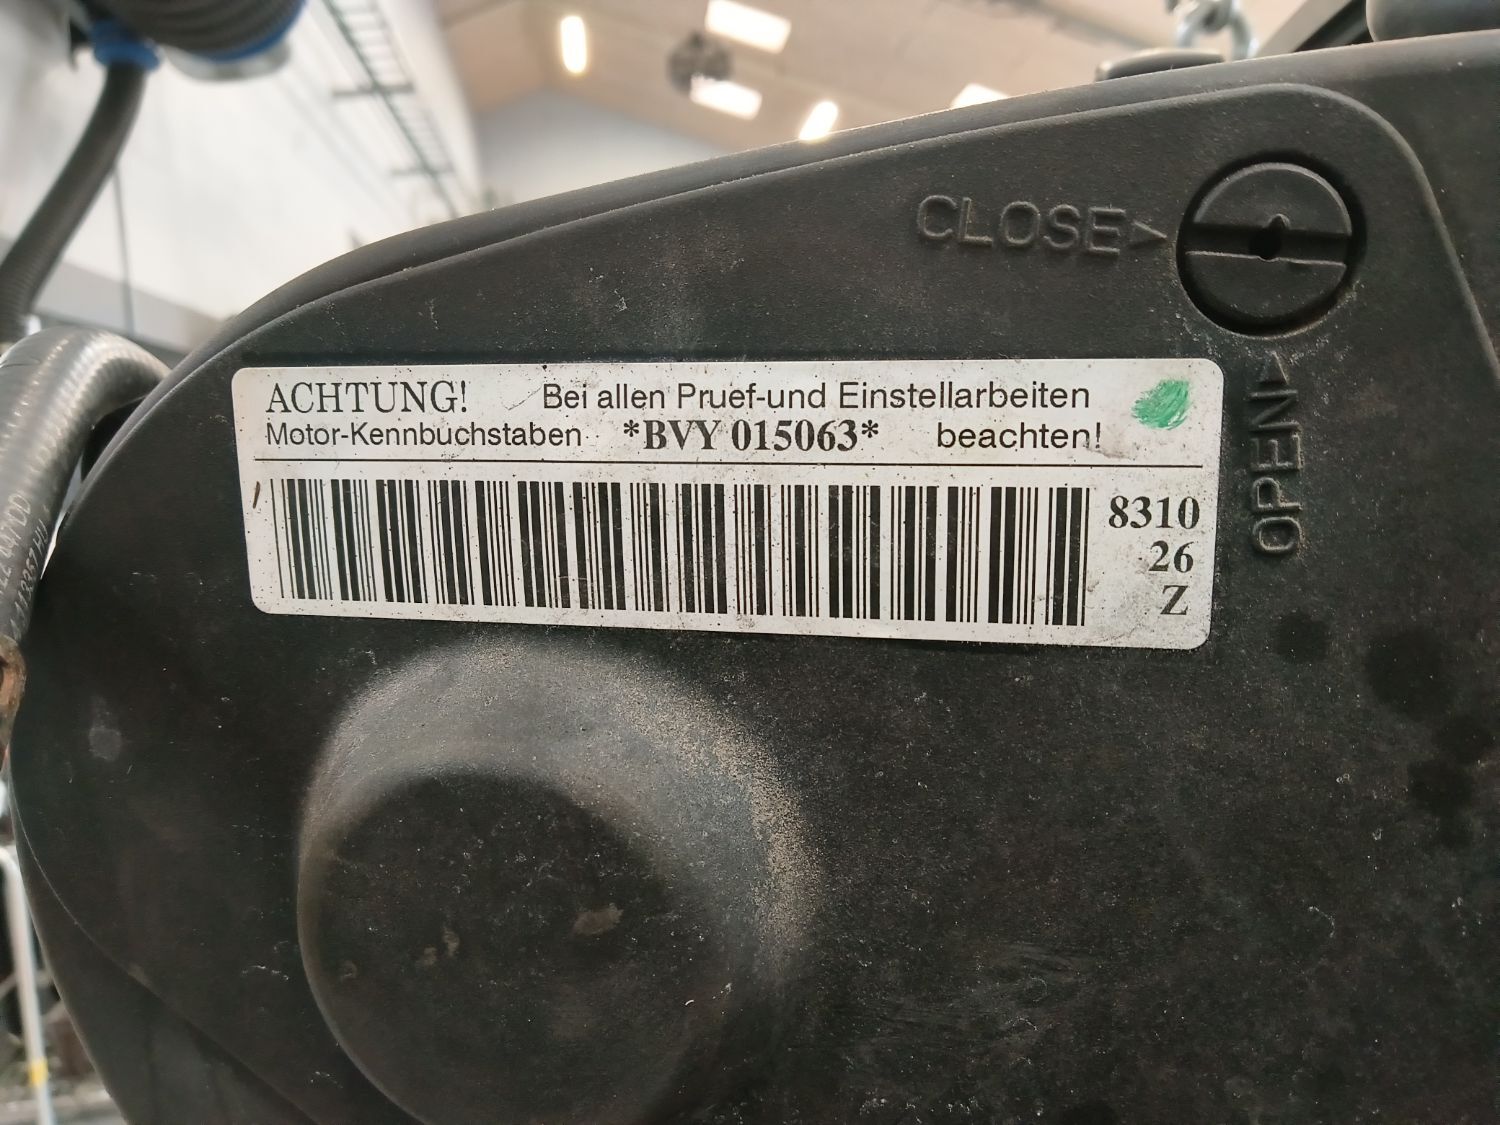 CLOSE
OPEN
ACHTUNG! Bei allen Pruef-und Einstellarbeiten
Motor-Kennbuchstaben *BVY 015063* beachten!
8310
26
Z